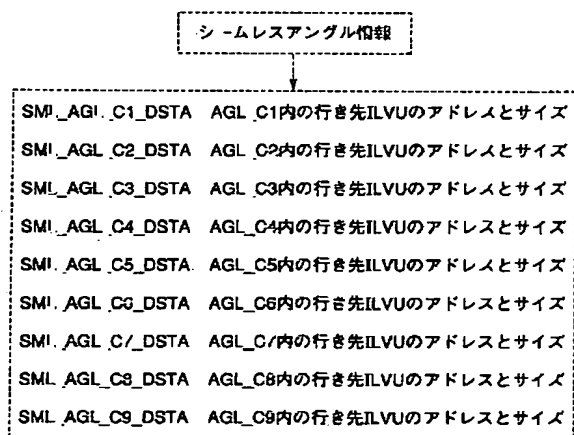 シームレスアングル情報
SML_AGL_C1_DSTA AGL_C1内の行き先ILVUのアドレスとサイズ
SML_AGL_C2_DSTA AGL_C2内の行き先ILVUのアドレスとサイズ
SML_AGL_C3_DSTA AGL_C3内の行き先ILVUのアドレスとサイズ
SML_AGL_C4_DSTA AGL_C4内の行き先ILVUのアドレスとサイズ
SML_AGL_C5_DSTA AGL_C5内の行き先ILVUのアドレスとサイズ
SML_AGL_C6_DSTA AGL_C6内の行き先ILVUのアドレスとサイズ
SML_AGL_C7_DSTA AGL_C7内の行き先ILVUのアドレスとサイズ
SML_AGL_C8_DSTA AGL_C8内の行き先ILVUのアドレスとサイズ
SML_AGL_C9_DSTA AGL_C9内の行き先ILVUのアドレスとサイズ